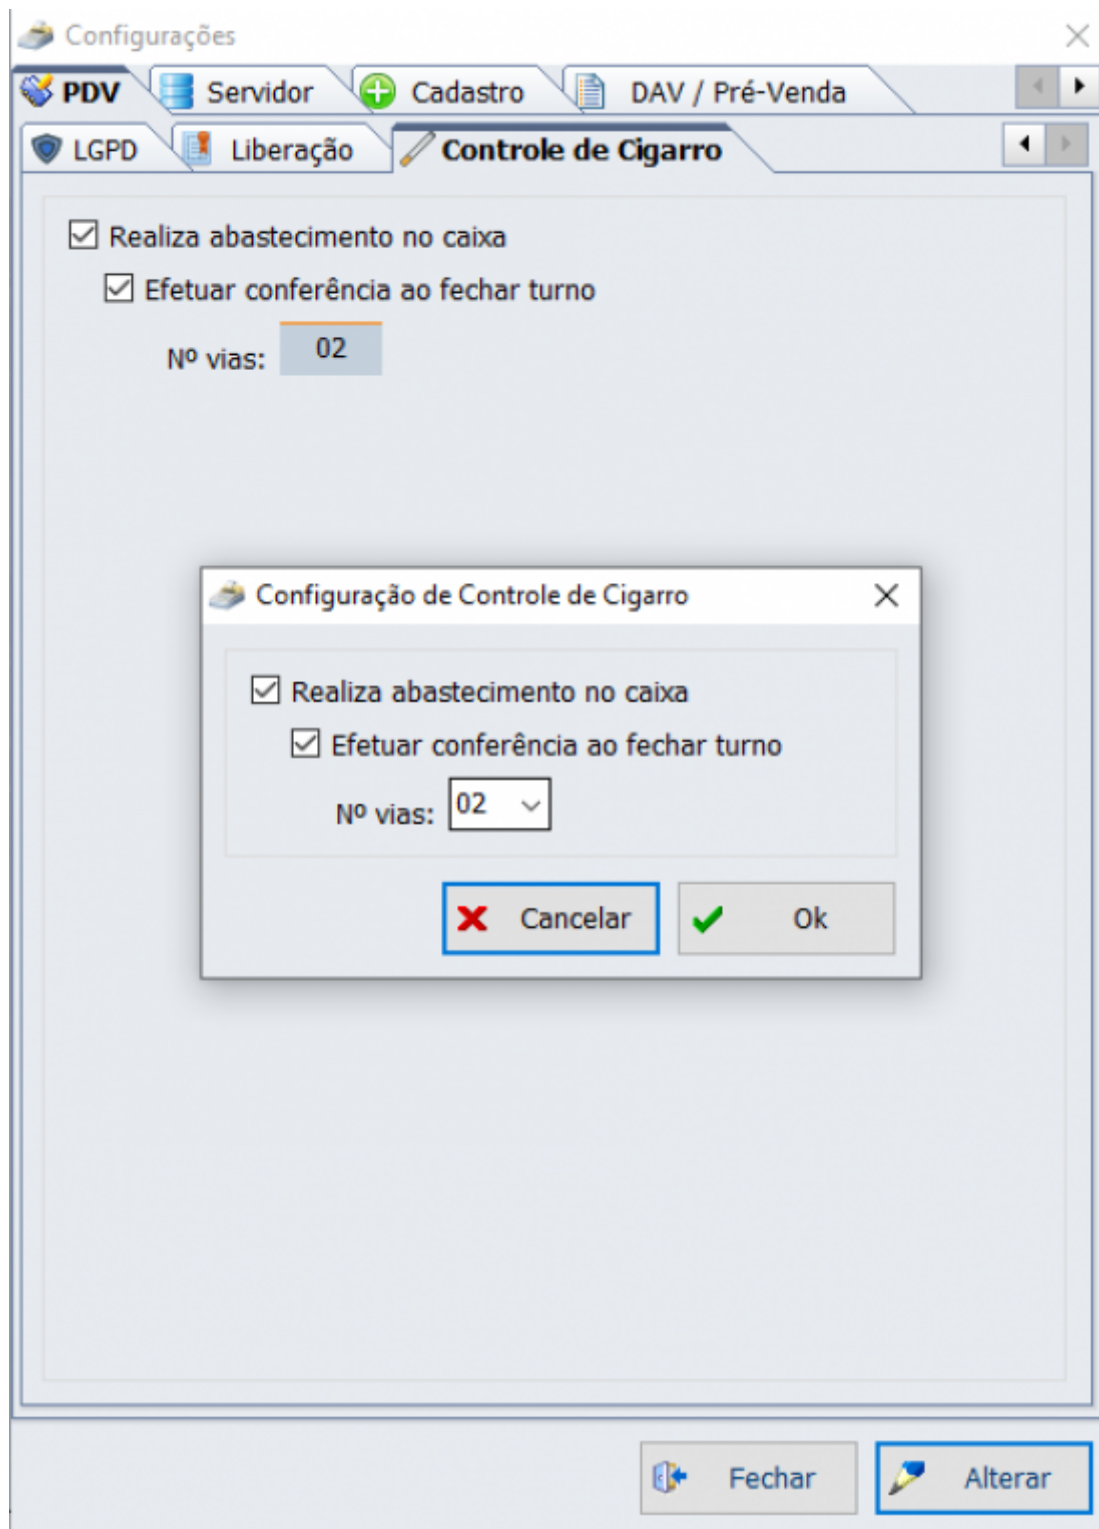 Configurações
PDV Servidor Cadastro DAV / Pré-Venda
LGPD Liberação Controle de Cigarro
Realiza abastecimento no caixa
Efetuar conferência ao fechar turno
Nº vias: 02
Configuração de Controle de Cigarro
Realiza abastecimento no caixa
Efetuar conferência ao fechar turno
Nº vias: 02
Cancelar Ok
Fechar Alterar